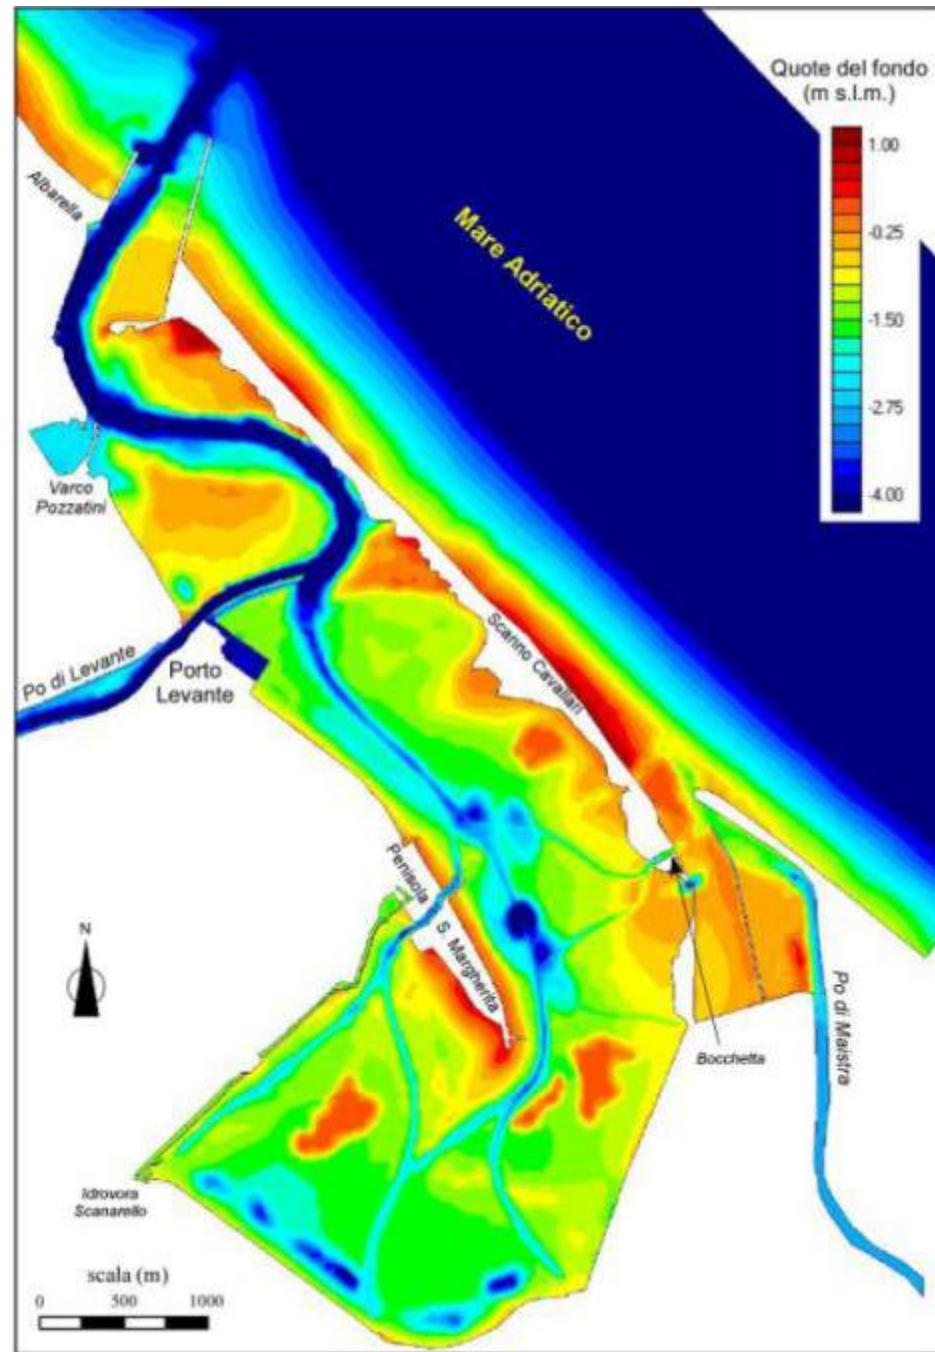 Quote del fondo
(m s.l.m.)
1.00
-0.25
-1.50
-2.75
-4.00
Albarella
Mare Adriatico
Varco
Pozzatini
Scanno Cavallari
Po di Levante
Porto
Levante
Penisola
S. Margherita
N
Po di Maistra
Bocchetta
Idrovora
Scanarello
scala (m)
0 500 1000